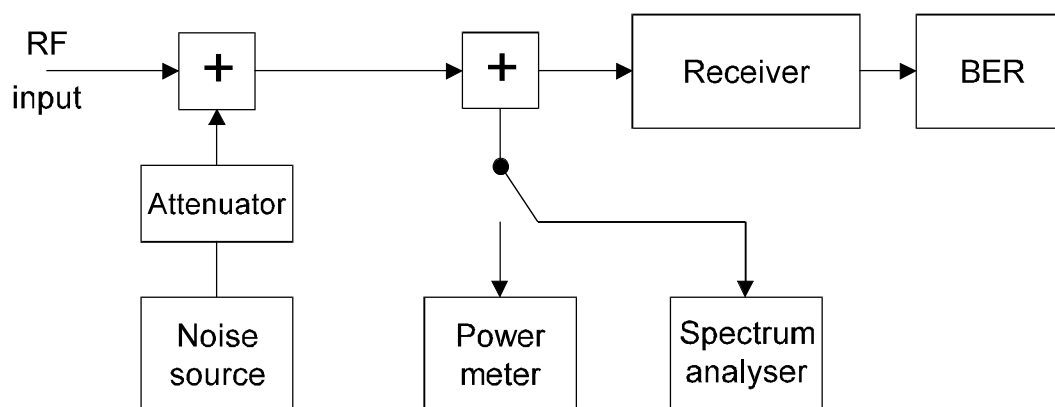 RF
input
+
+
Receiver
BER
Attenuator
Noise
source
Power
meter
Spectrum
analyser